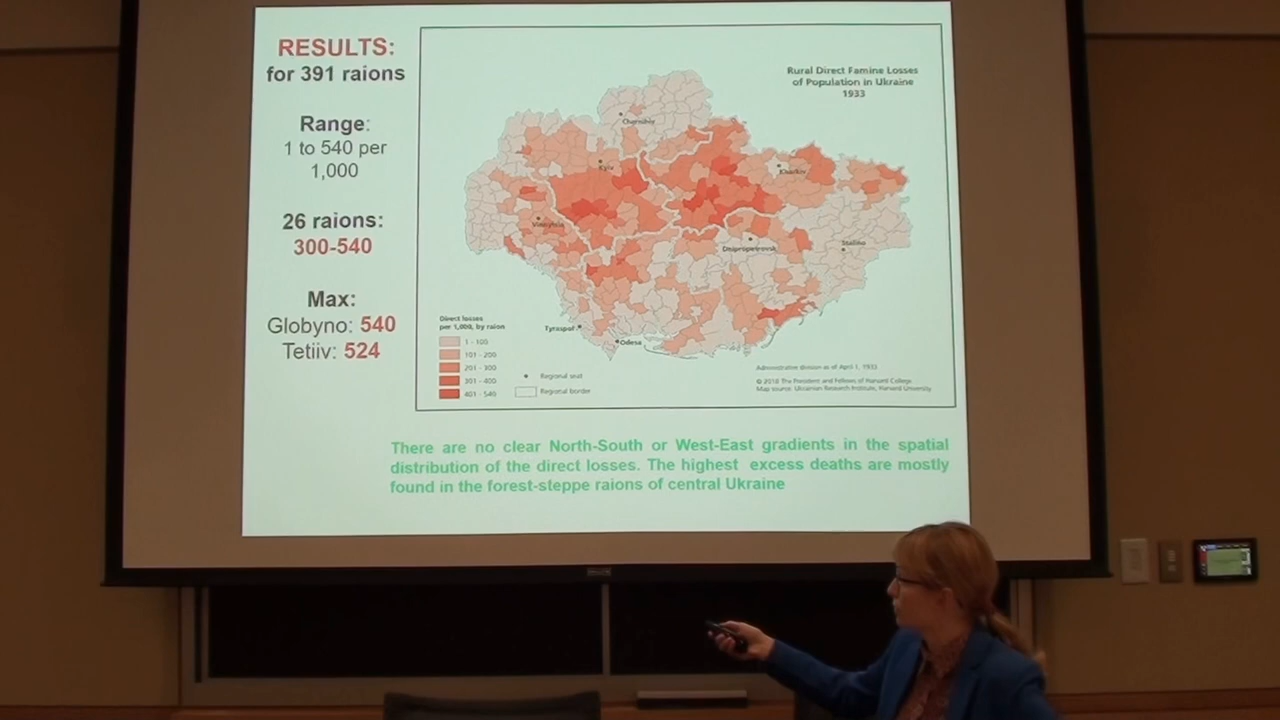 RESULTS:
for 391 raions
Range:
1 to 540 per
1,000
26 raions:
300-540
Max:
Globyno: 540
Tetiiv: 524
Rural Direct Famine Losses
of Population in Ukraine
1933
Chernihiv
Kyiv
Kharkiv
Vinnytsia
Dnipropetrovsk
Stalino
Tyraspol'
Odesa
Direct losses
per 1,000, by raion
1 - 100
101 - 200
201 - 300
301 - 400
401 - 540
Regional seat
Regional border
Administrative division as of April 1, 1933
© 2018 The President and Fellows of Harvard College
Map source: Ukrainian Research Institute, Harvard University
There are no clear North-South or West-East gradients in the spatial
distribution of the direct losses. The highest excess deaths are mostly
found in the forest-steppe raions of central Ukraine